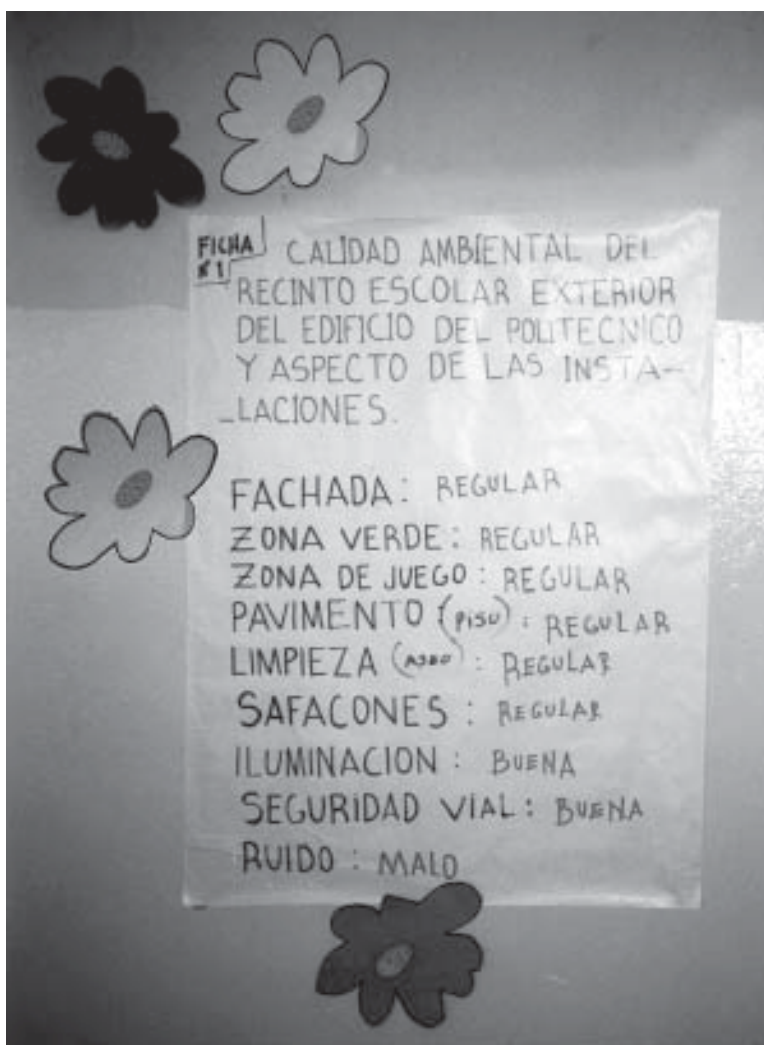 FICHA
Nº 1
CALIDAD AMBIENTAL DEL
RECINTO ESCOLAR EXTERIOR
DEL EDIFICIO DEL POLITECNICO
Y ASPECTO DE LAS INSTA-
-LACIONES.
FACHADA: REGULAR
ZONA VERDE: REGULAR
ZONA DE JUEGO: REGULAR
PAVIMENTO (PISO): REGULAR
LIMPIEZA (ASEO): REGULAR
SAFACONES: REGULAR
ILUMINACION: BUENA
SEGURIDAD VIAL: BUENA
RUIDO: MALO